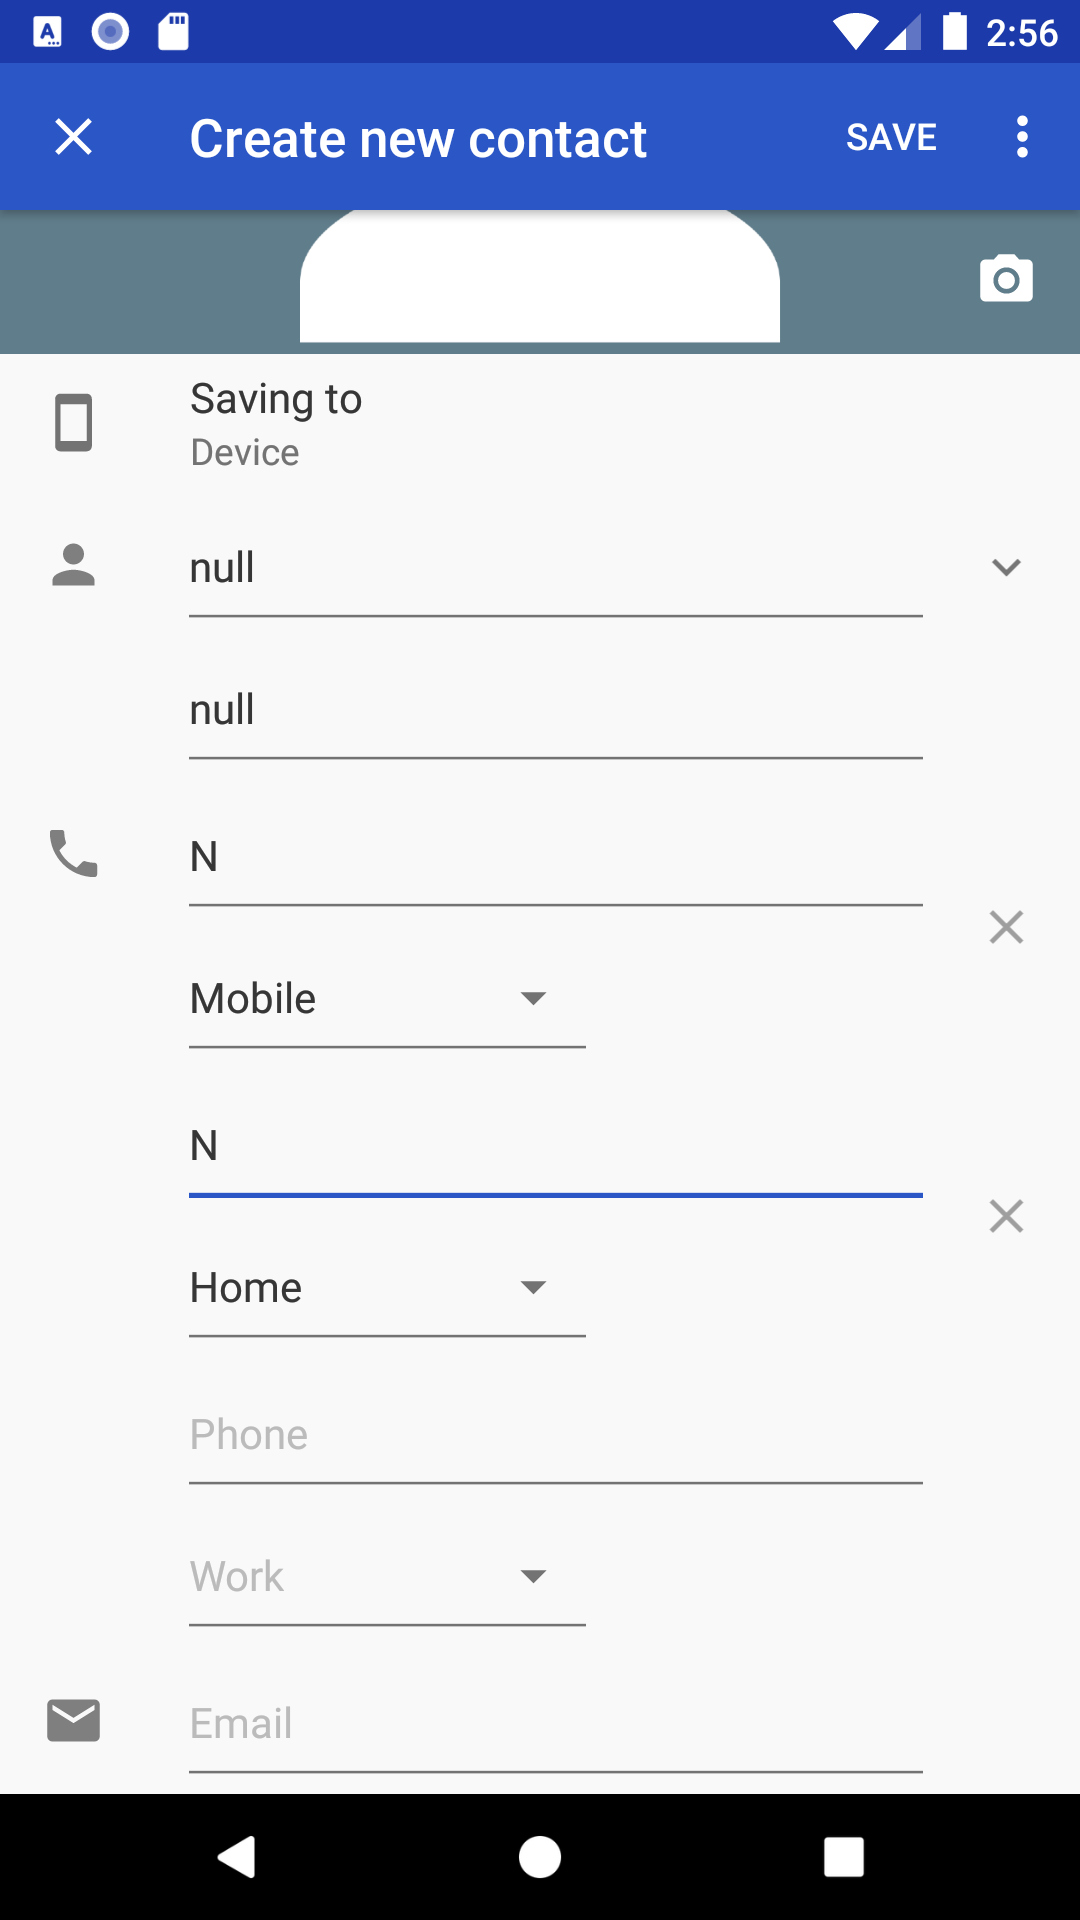 2:56
Create new contact
SAVE
Saving to
Device
null
null
N
Mobile
N
Home
Phone
Work
Email